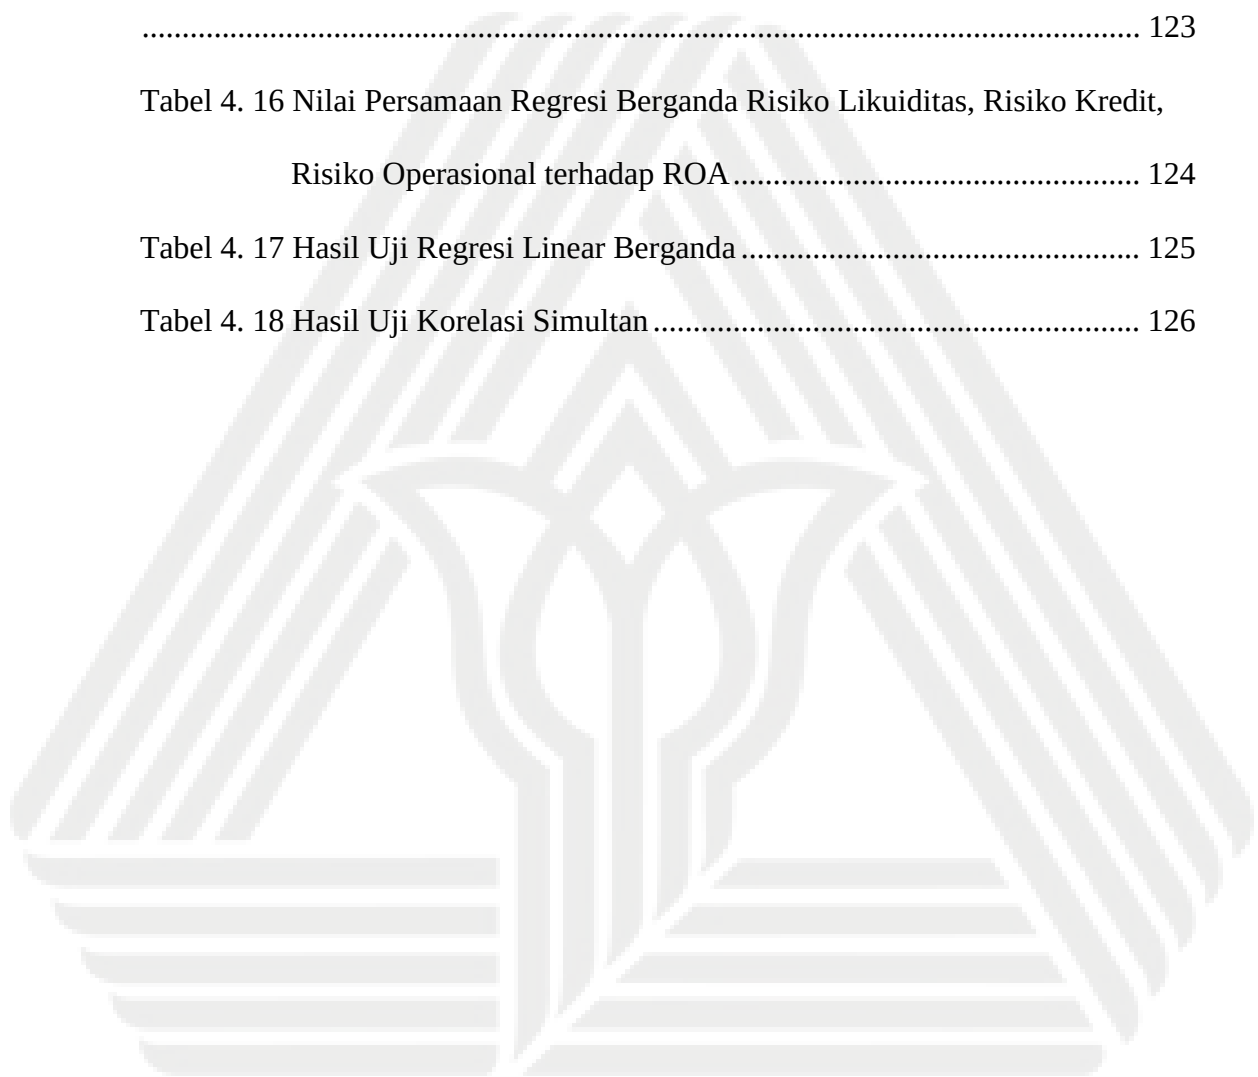 ........................................................................................................................... 123
Tabel 4. 16 Nilai Persamaan Regresi Berganda Risiko Likuiditas, Risiko Kredit,
Risiko Operasional terhadap ROA.................................................. 124
Tabel 4. 17 Hasil Uji Regresi Linear Berganda ................................................. 125
Tabel 4. 18 Hasil Uji Korelasi Simultan............................................................ 126